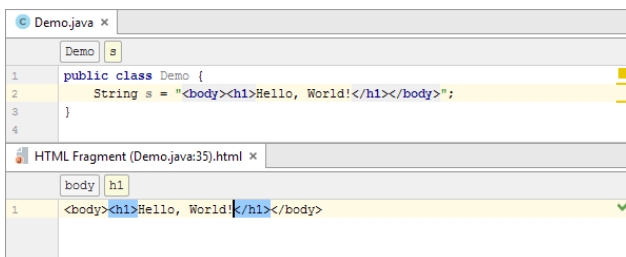 Demo.java ×
Demo s
1 public class Demo {
2 String s = "<body><h1>Hello, World!</h1></body>";
3 }
4
HTML Fragment (Demo.java:35).html ×
body h1
1 <body><h1>Hello, World!</h1></body>